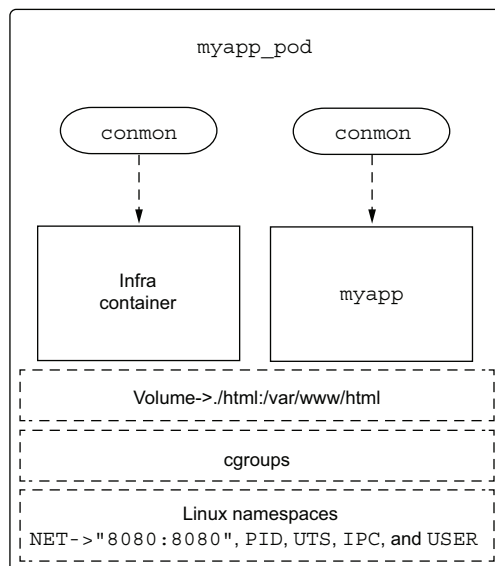 myapp_pod
conmon
conmon
Infra
container
myapp
Volume->./html:/var/www/html
cgroups
Linux namespaces
NET->"8080:8080", PID, UTS, IPC, and USER